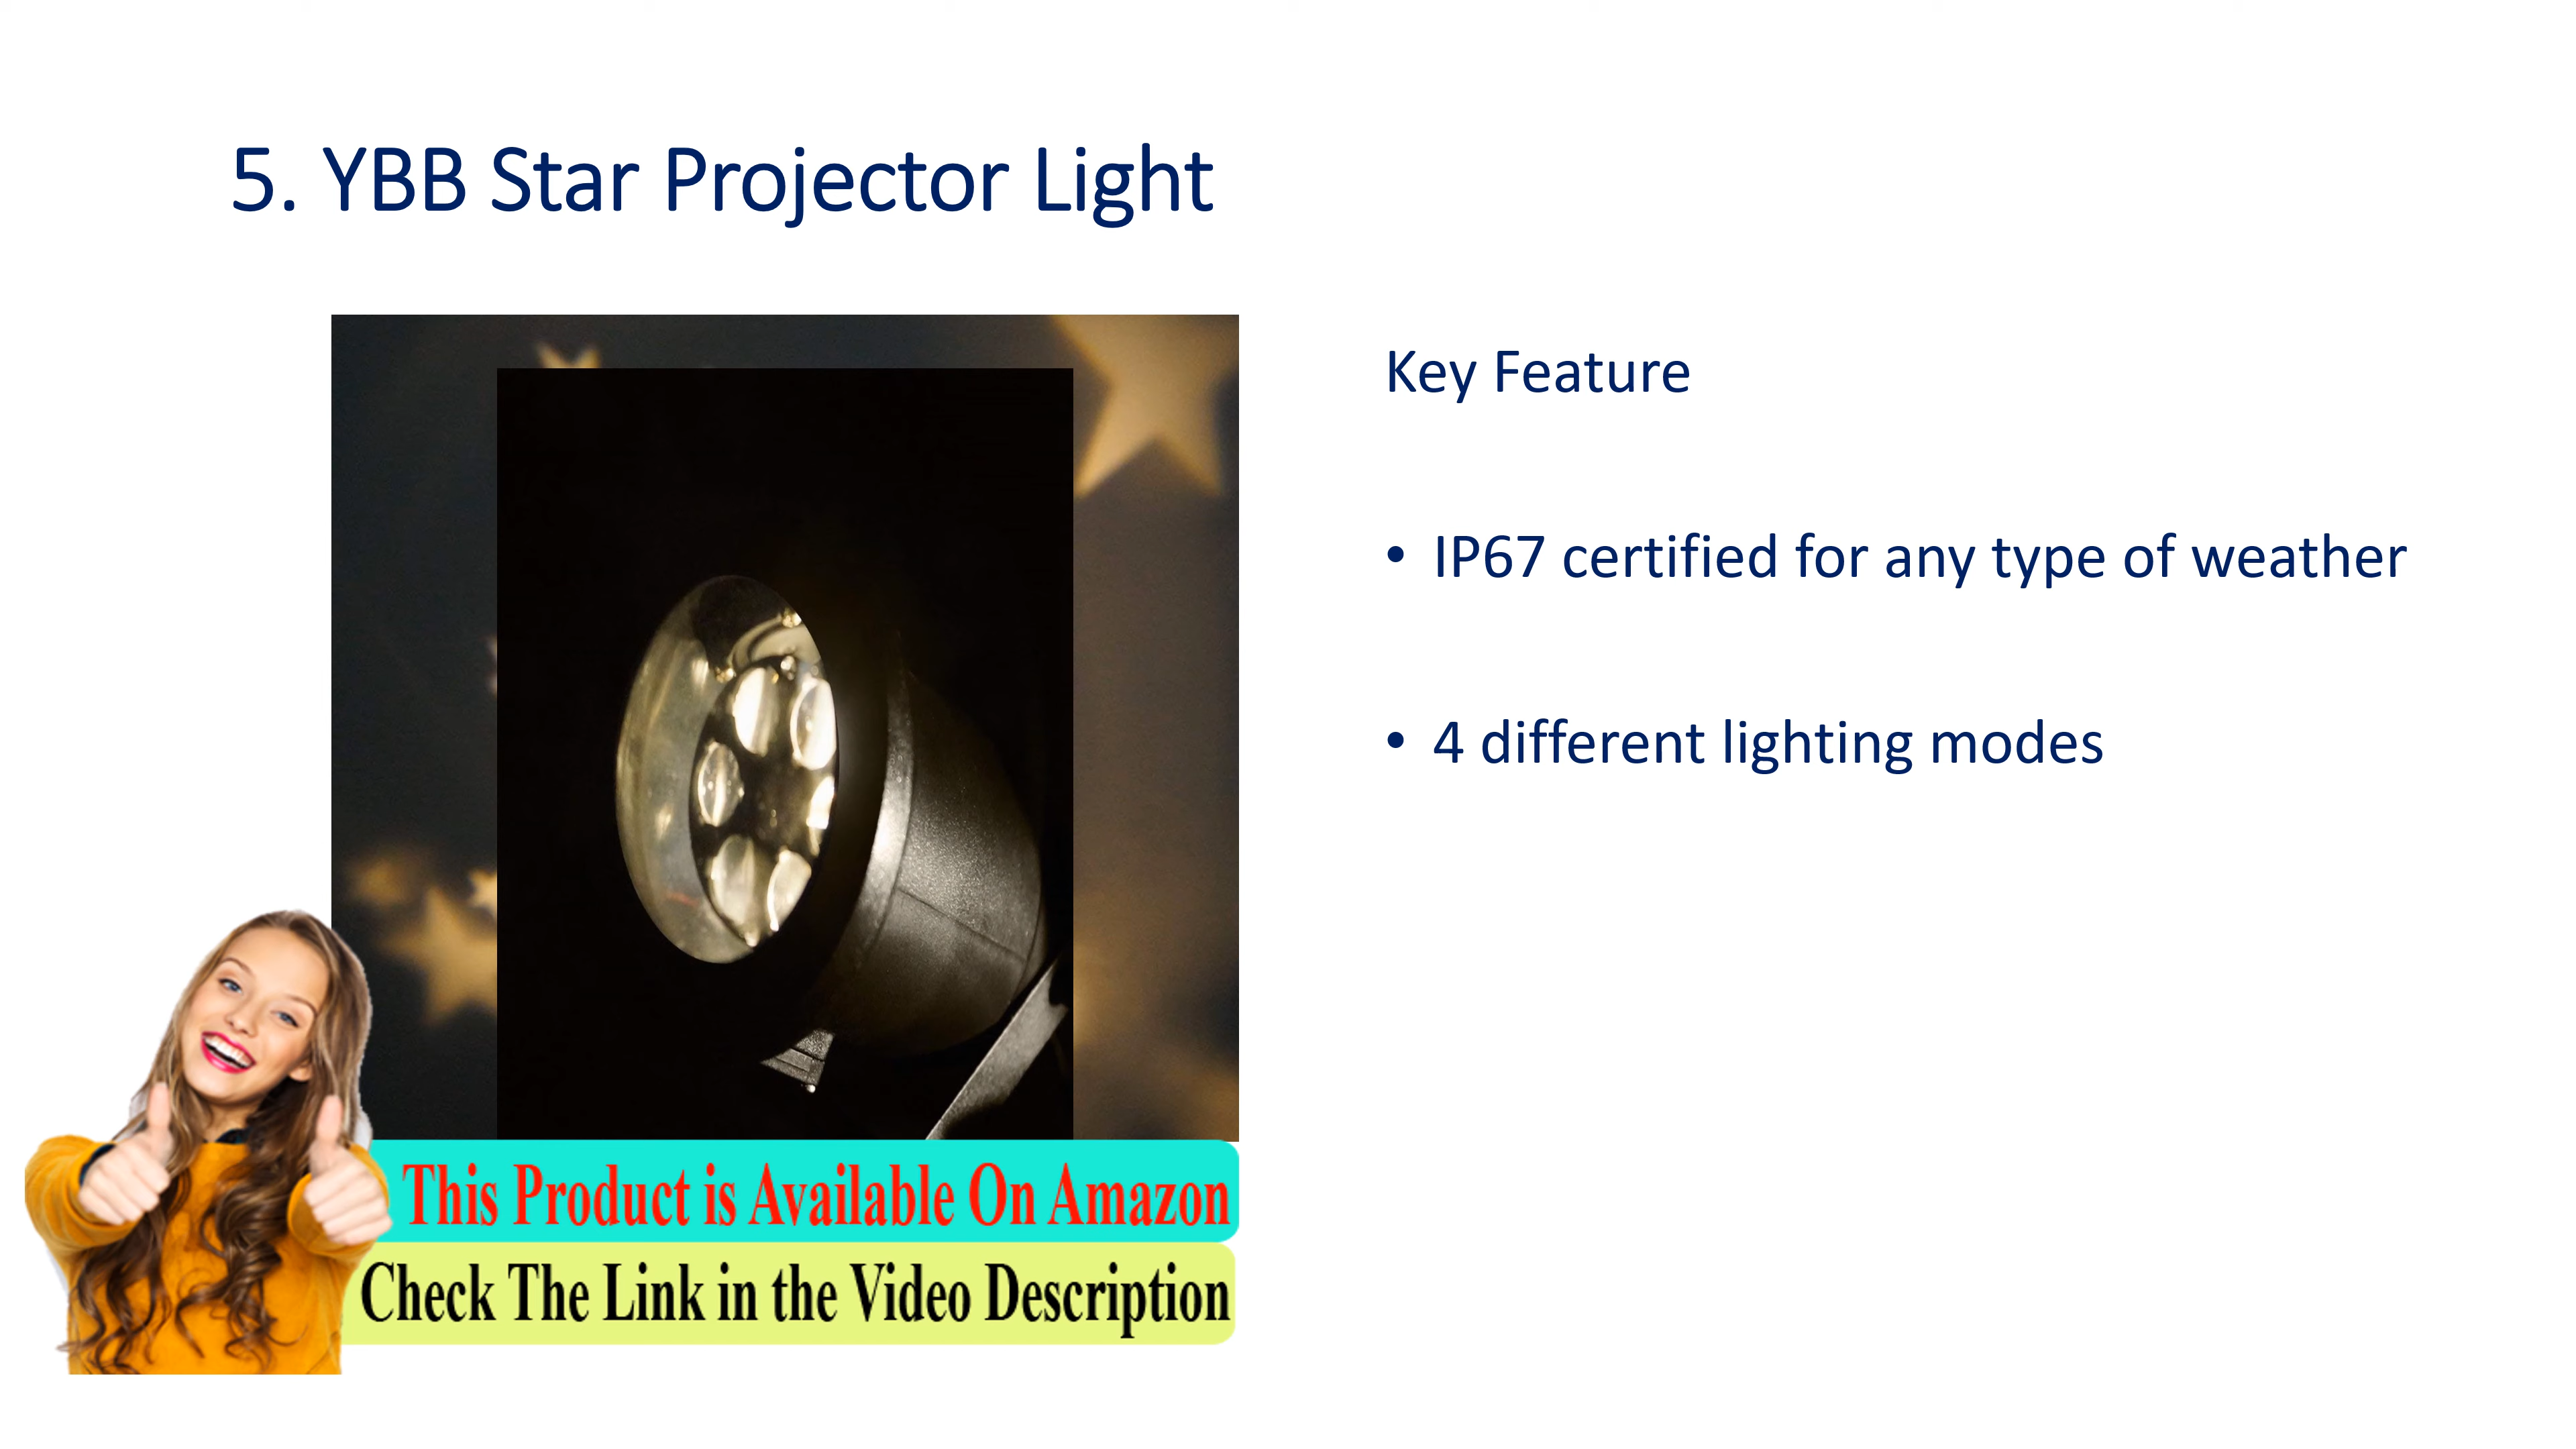 5. YBB Star Projector Light
Key Feature
• IP67 certified for any type of weather
• 4 different lighting modes
This Product is Available On Amazon
Check The Link in the Video Description